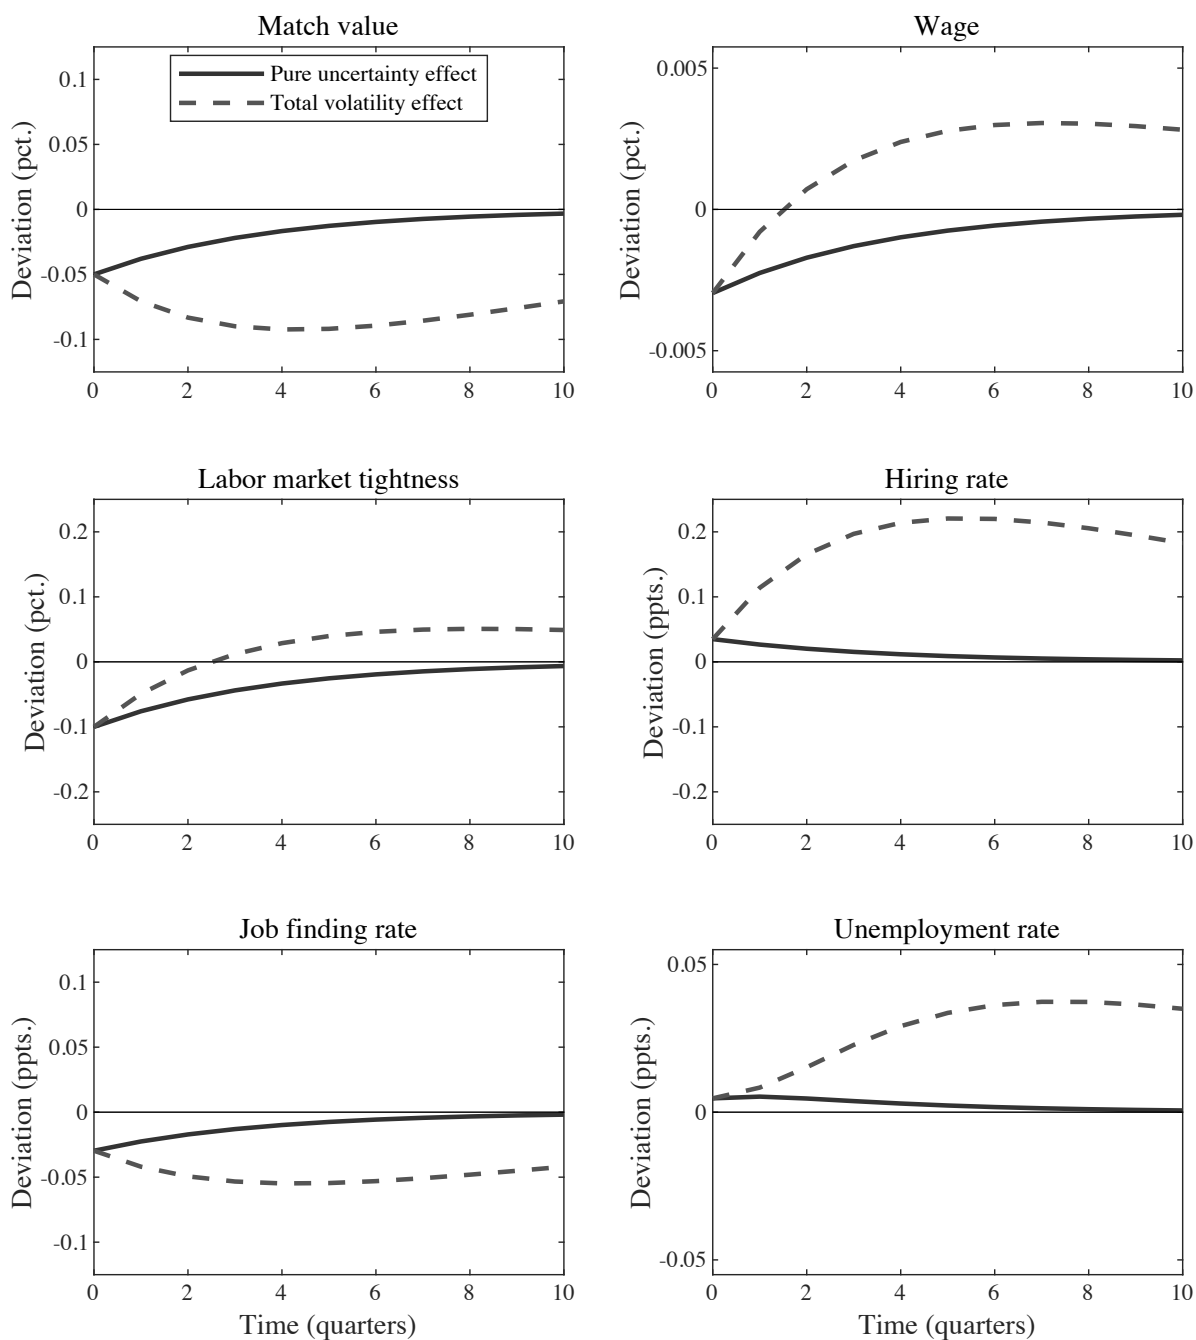 Match value
Deviation (pct.)
0.1
0.05
0
-0.05
-0.1
Pure uncertainty effect
Total volatility effect
0 2 4 6 8 10
Wage
Deviation (pct.)
0.005
0
-0.005
0 2 4 6 8 10
Labor market tightness
Deviation (pct.)
0.2
0.1
0
-0.1
-0.2
0 2 4 6 8 10
Hiring rate
Deviation (ppts.)
0.2
0.1
0
-0.1
-0.2
0 2 4 6 8 10
Job finding rate
Deviation (ppts.)
0.1
0.05
0
-0.05
-0.1
0 2 4 6 8 10
Time (quarters)
Unemployment rate
Deviation (ppts.)
0.05
0
-0.05
0 2 4 6 8 10
Time (quarters)